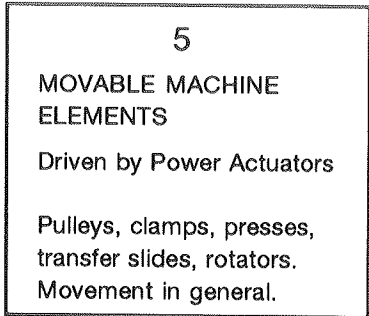 5
MOVABLE MACHINE
ELEMENTS
Driven by Power Actuators
Pulleys, clamps, presses,
transfer slides, rotators.
Movement in general.